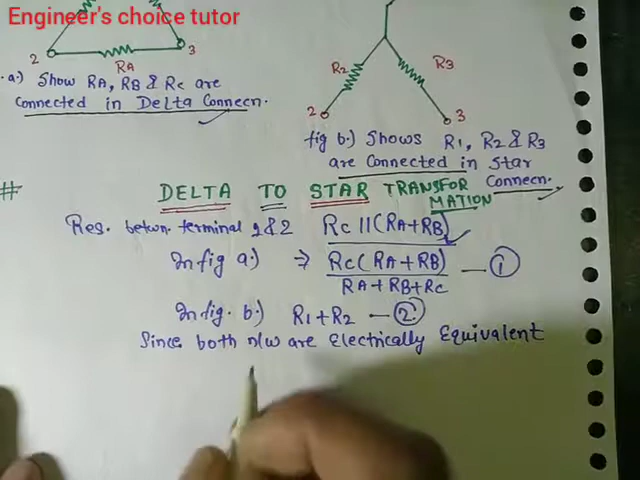 Engineer's choice tutor
2 RA 3
R2 R3
2 3
.a.) Show RA, RB & Rc are
Connected in Delta Connecn.
fig b.) Shows R1, R2 & R3
are Connected in Star
Connecn.
# DELTA TO STAR TRANSFOR
MATION
Res. betwn. terminal 1 & 2 Rc || (RA+RB)
In fig a.) ⇒ Rc(RA+RB) — 1
RA+RB+Rc
In fig. b.) R1+R2 — 2
Since both n/w are Electrically Equivalent